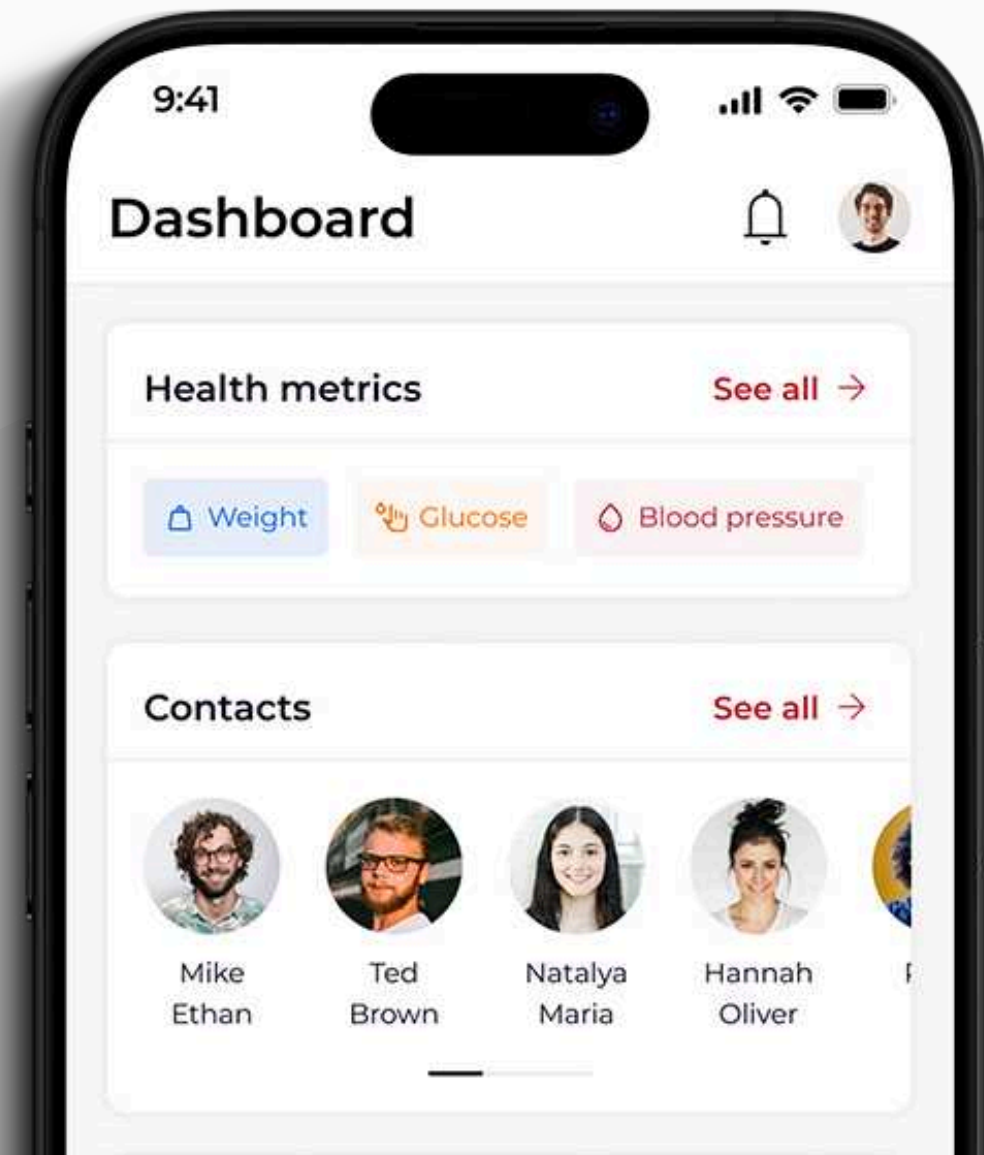 9:41
Dashboard
Health metrics
See all
Weight
Glucose
Blood pressure
Contacts
See all
Mike
Ethan
Ted
Brown
Natalya
Maria
Hannah
Oliver